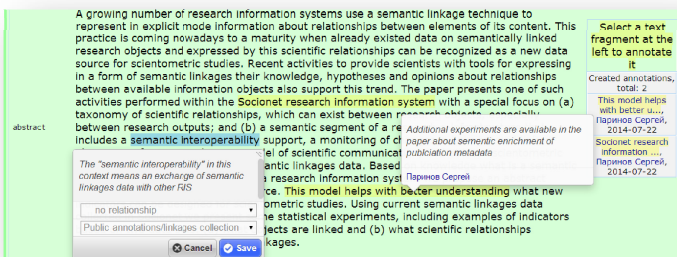 abstract
A growing number of research information systems use a semantic linkage technique to
represent in explicit mode information about relationships between elements of its content. This
practice is coming nowadays to a maturity when already existed data on semantically linked
research objects and expressed by this scientific relationships can be recognized as a new data
source for scientometric studies. Recent activities to provide scientists with tools for expressing
in a form of semantic linkages their knowledge, hypotheses and opinions about relationships
between available information objects also support this trend. The paper presents one of such
activities performed within the Socionet research information system with a special focus on (a)
taxonomy of scientific relationships, which can exist between research objects, especially
between research outputs; and (b) a semantic segment of a re
includes a semantic interoperability support, a monitoring of ch
el of scientific communicat
antic linkages data. Based
a research information sys
rce. This model helps with better understanding what new
ometric studies. Using current semantic linkages data
he statistical experiments, including examples of indicators
jects are linked and (b) what scientific relationships
kages.
The "semantic interoperability" in this
context means an excharge of semantic
linkages data with other RIS
no relationship
Public annotations/linkages collection
Cancel
Save
Additional experiments are available in the
paper about sementic enrichment of
publciation metadata
Паринов Сергей
Select a text
fragment at the
left to annotate
it
Created annotations,
total: 2
This model helps
with better u...,
Паринов Сергей,
2014-07-22
Socionet research
information ...,
Паринов Сергей,
2014-07-22